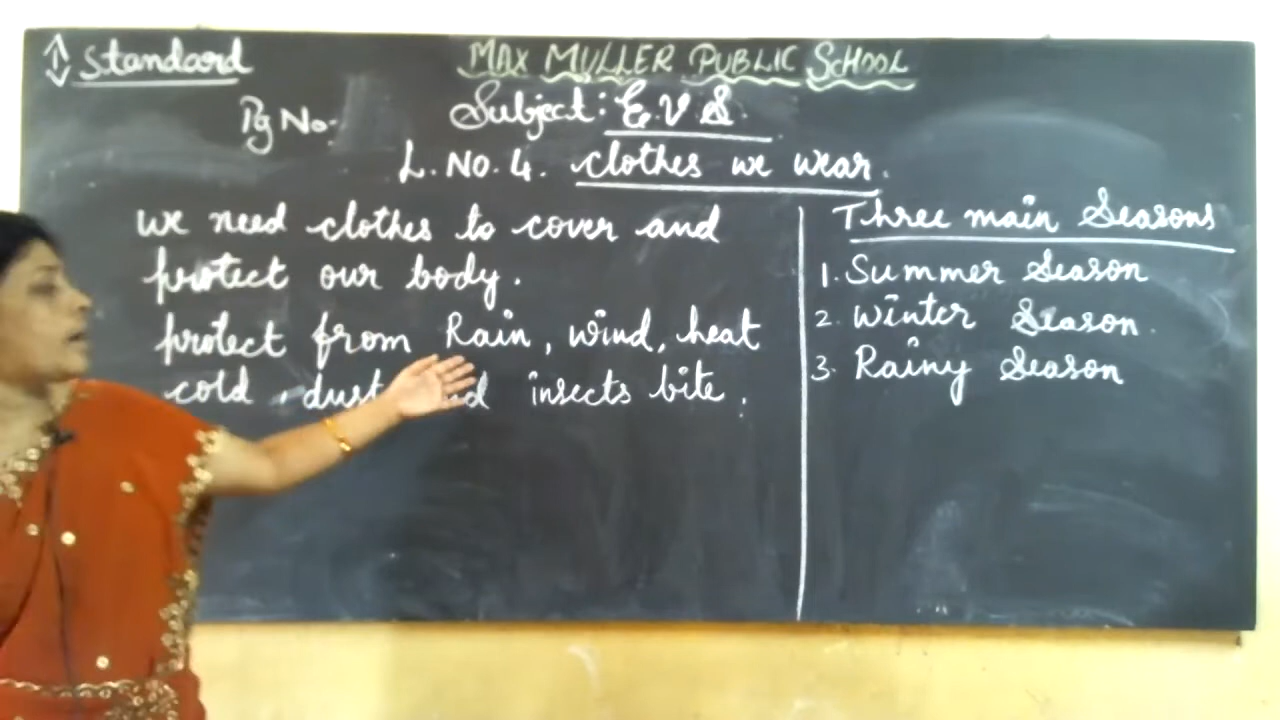 Standard
MAX MULLER PUBLIC SCHOOL
Pg No.
Subject: E.V.S.
L. No. 4. clothes we wear.
we need clothes to cover and
protect our body.
protect from Rain, wind, heat
cold, dust insects bite.
Three main Seasons
1. Summer Season
2. Winter Season.
3. Rainy Season